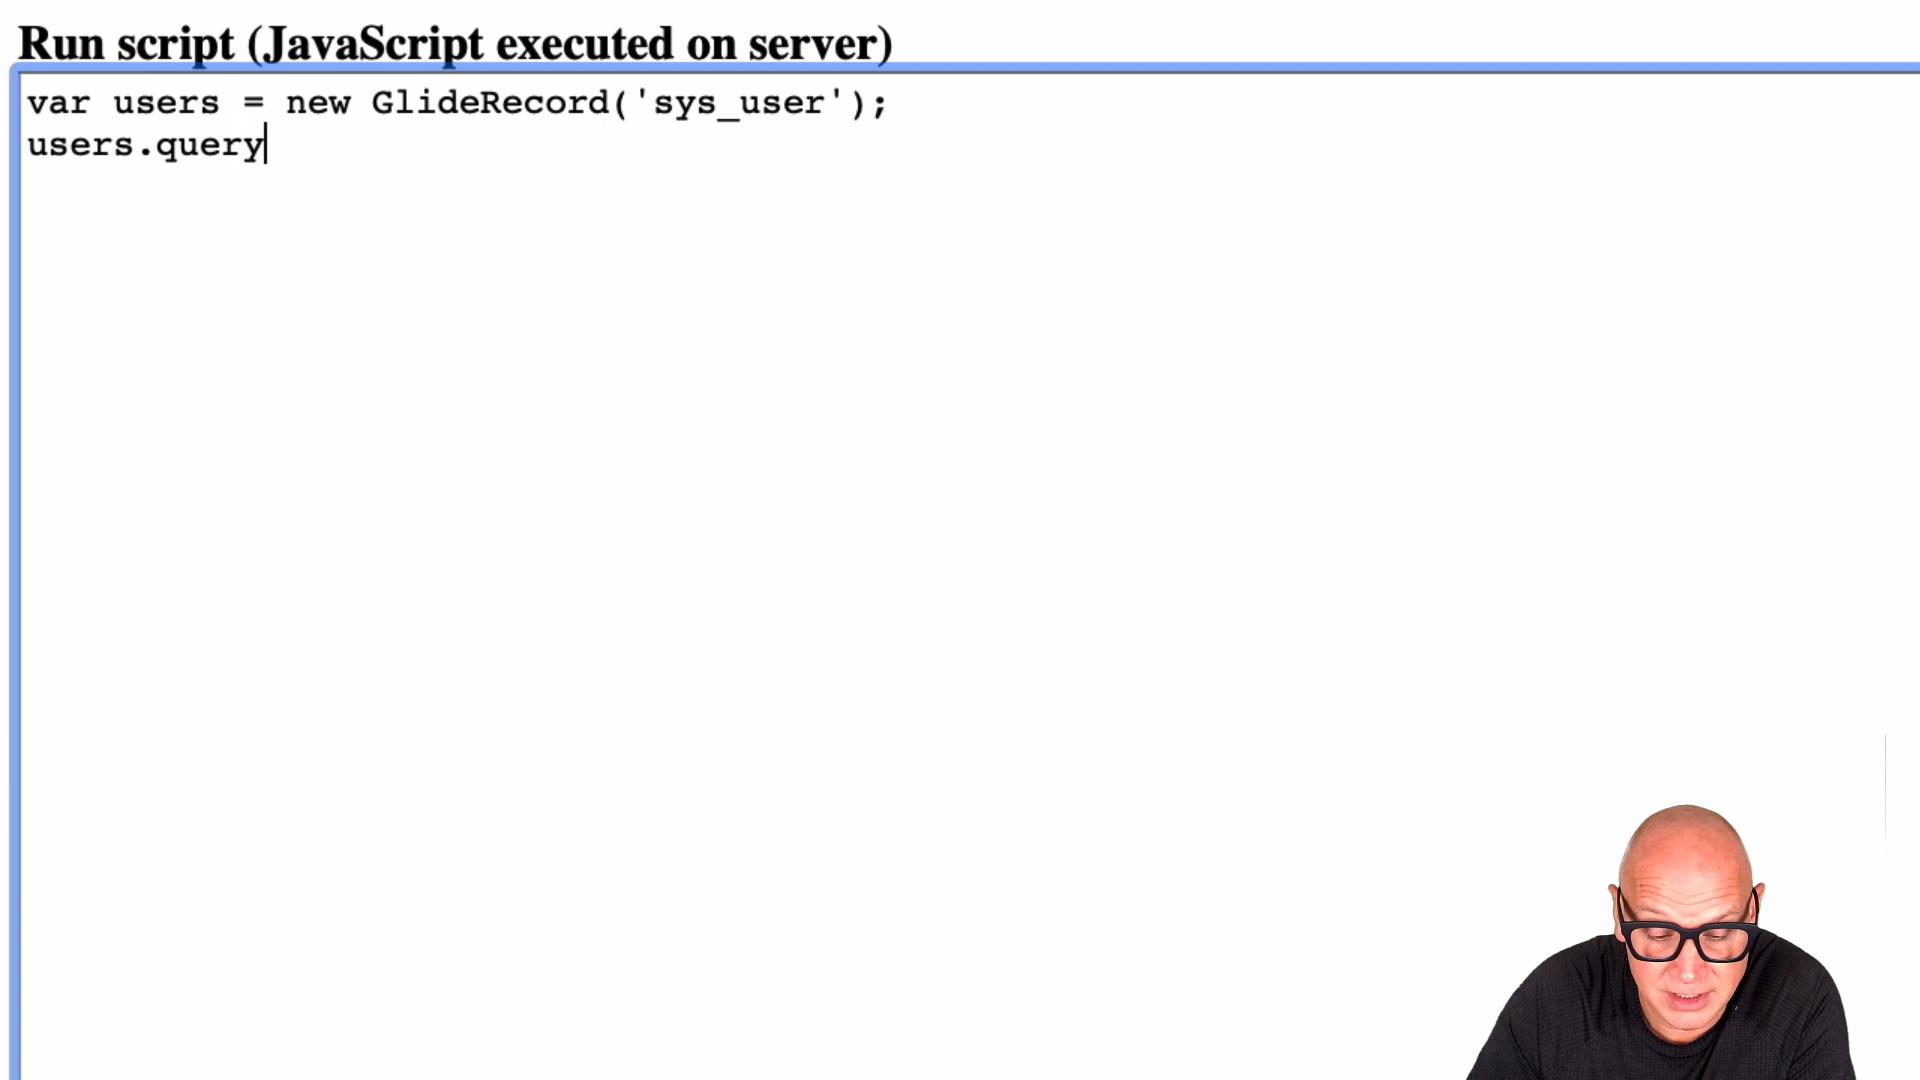 Run script (JavaScript executed on server)
var users = new GlideRecord('sys_user');
users.query